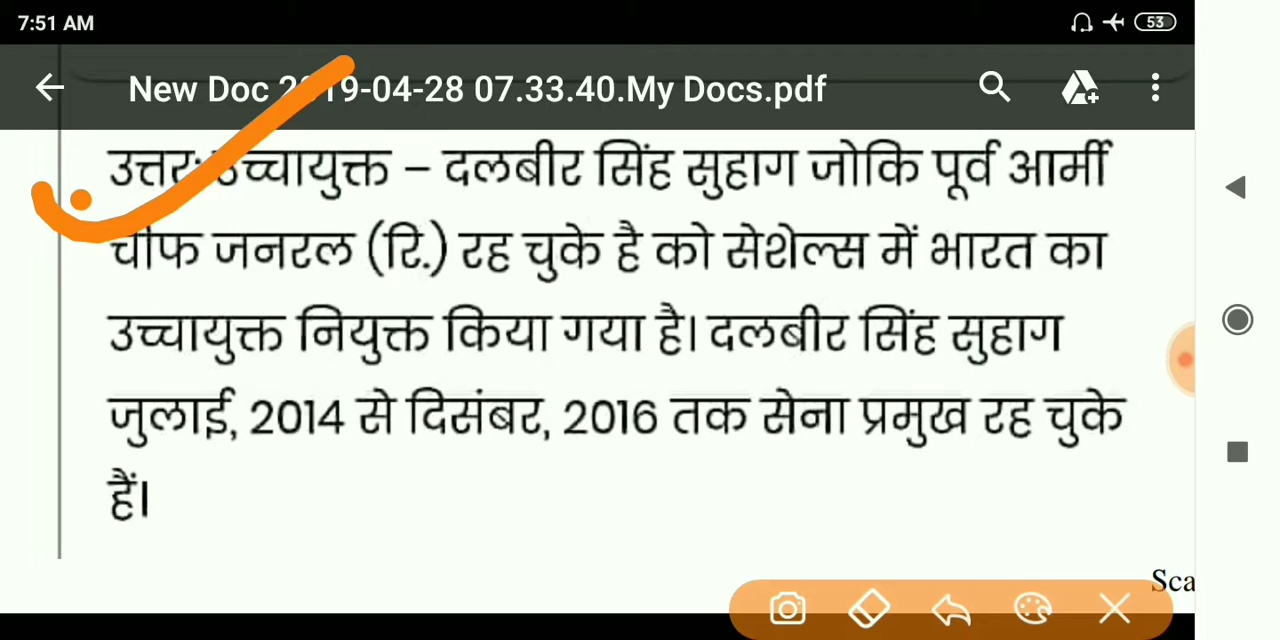 7:51 AM
53
New Doc 2019-04-28 07.33.40.My Docs.pdf
उत्तर: उच्चायुक्त – दलबीर सिंह सुहाग जोकि पूर्व आर्मी
चीफ जनरल (रि.) रह चुके है को सेशेल्स में भारत का
उच्चायुक्त नियुक्त किया गया है। दलबीर सिंह सुहाग
जुलाई, 2014 से दिसंबर, 2016 तक सेना प्रमुख रह चुके
हैं।
Sca